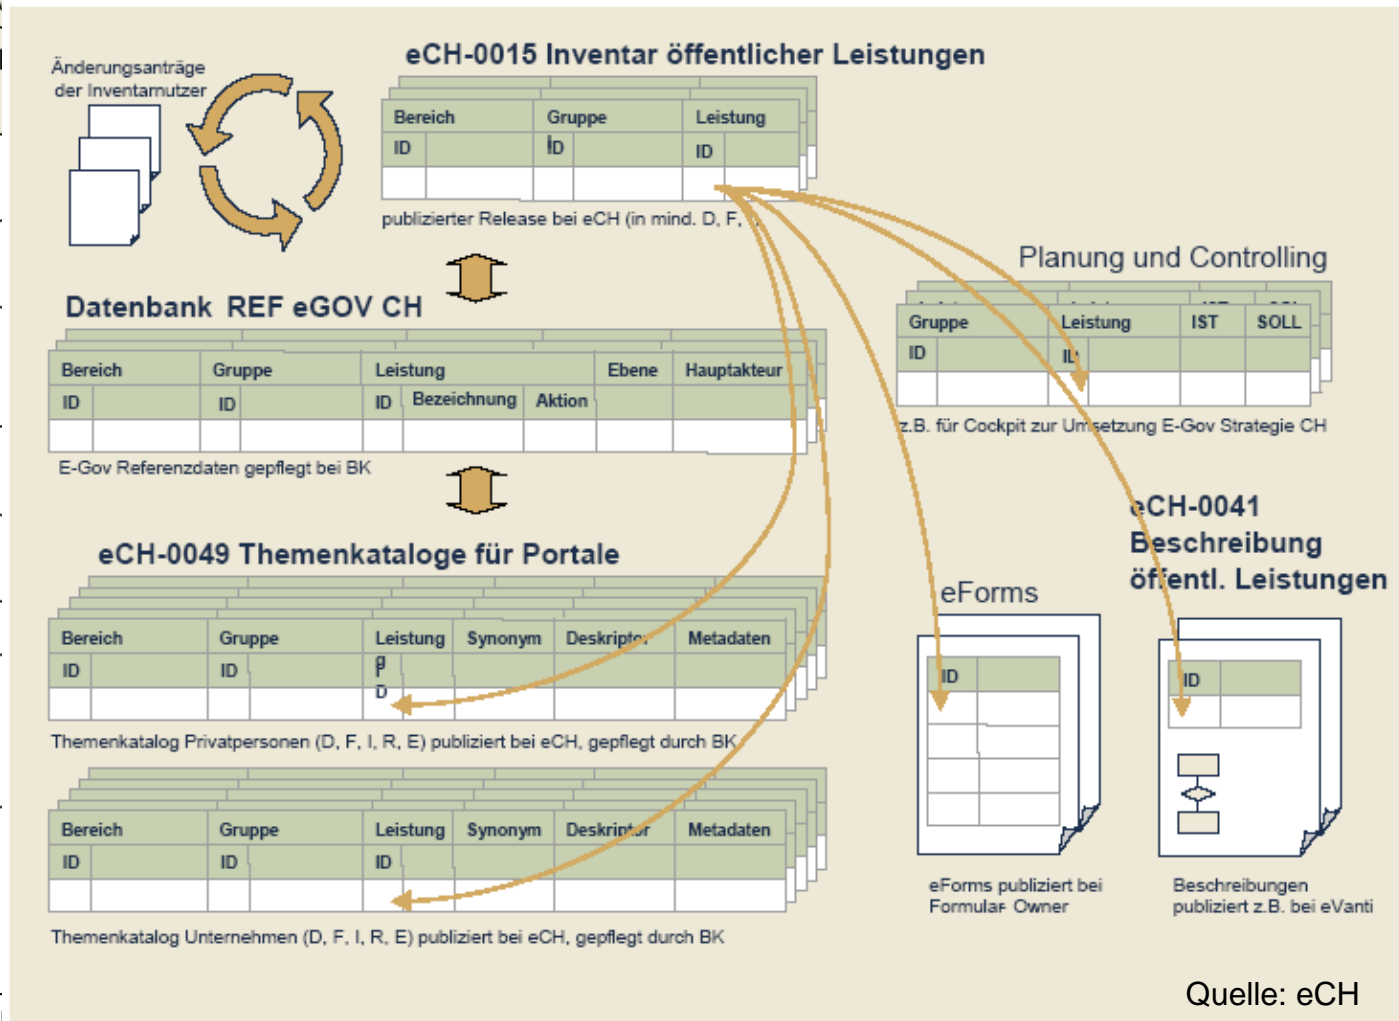 Änderungsanträge
der Inventarnutzer
eCH-0015 Inventar öffentlicher Leistungen
Bereich Gruppe Leistung
ID ID ID
publizierter Release bei eCH (in mind. D, F,
Datenbank REF eGOV CH
Bereich Gruppe Leistung Ebene Hauptakteur
ID ID ID Bezeichnung Aktion
E-Gov Referenzdaten gepflegt bei BK
Planung und Controlling
Gruppe Leistung IST SOLL
ID ID
z.B. für Cockpit zur Umsetzung E-Gov Strategie CH
eCH-0049 Themenkataloge für Portale
Bereich Gruppe Leistung Synonym Deskriptor Metadaten
ID ID
Themenkatalog Privatpersonen (D, F, I, R, E) publiziert bei eCH, gepflegt durch BK
Bereich Gruppe Leistung Synonym Deskriptor Metadaten
ID ID ID
Themenkatalog Unternehmen (D, F, I, R, E) publiziert bei eCH, gepflegt durch BK
eForms
ID
eForms publiziert bei
Formular Owner
eCH-0041
Beschreibung
öffentl. Leistungen
ID
Beschreibungen
publiziert z.B. bei eVanti
Quelle: eCH